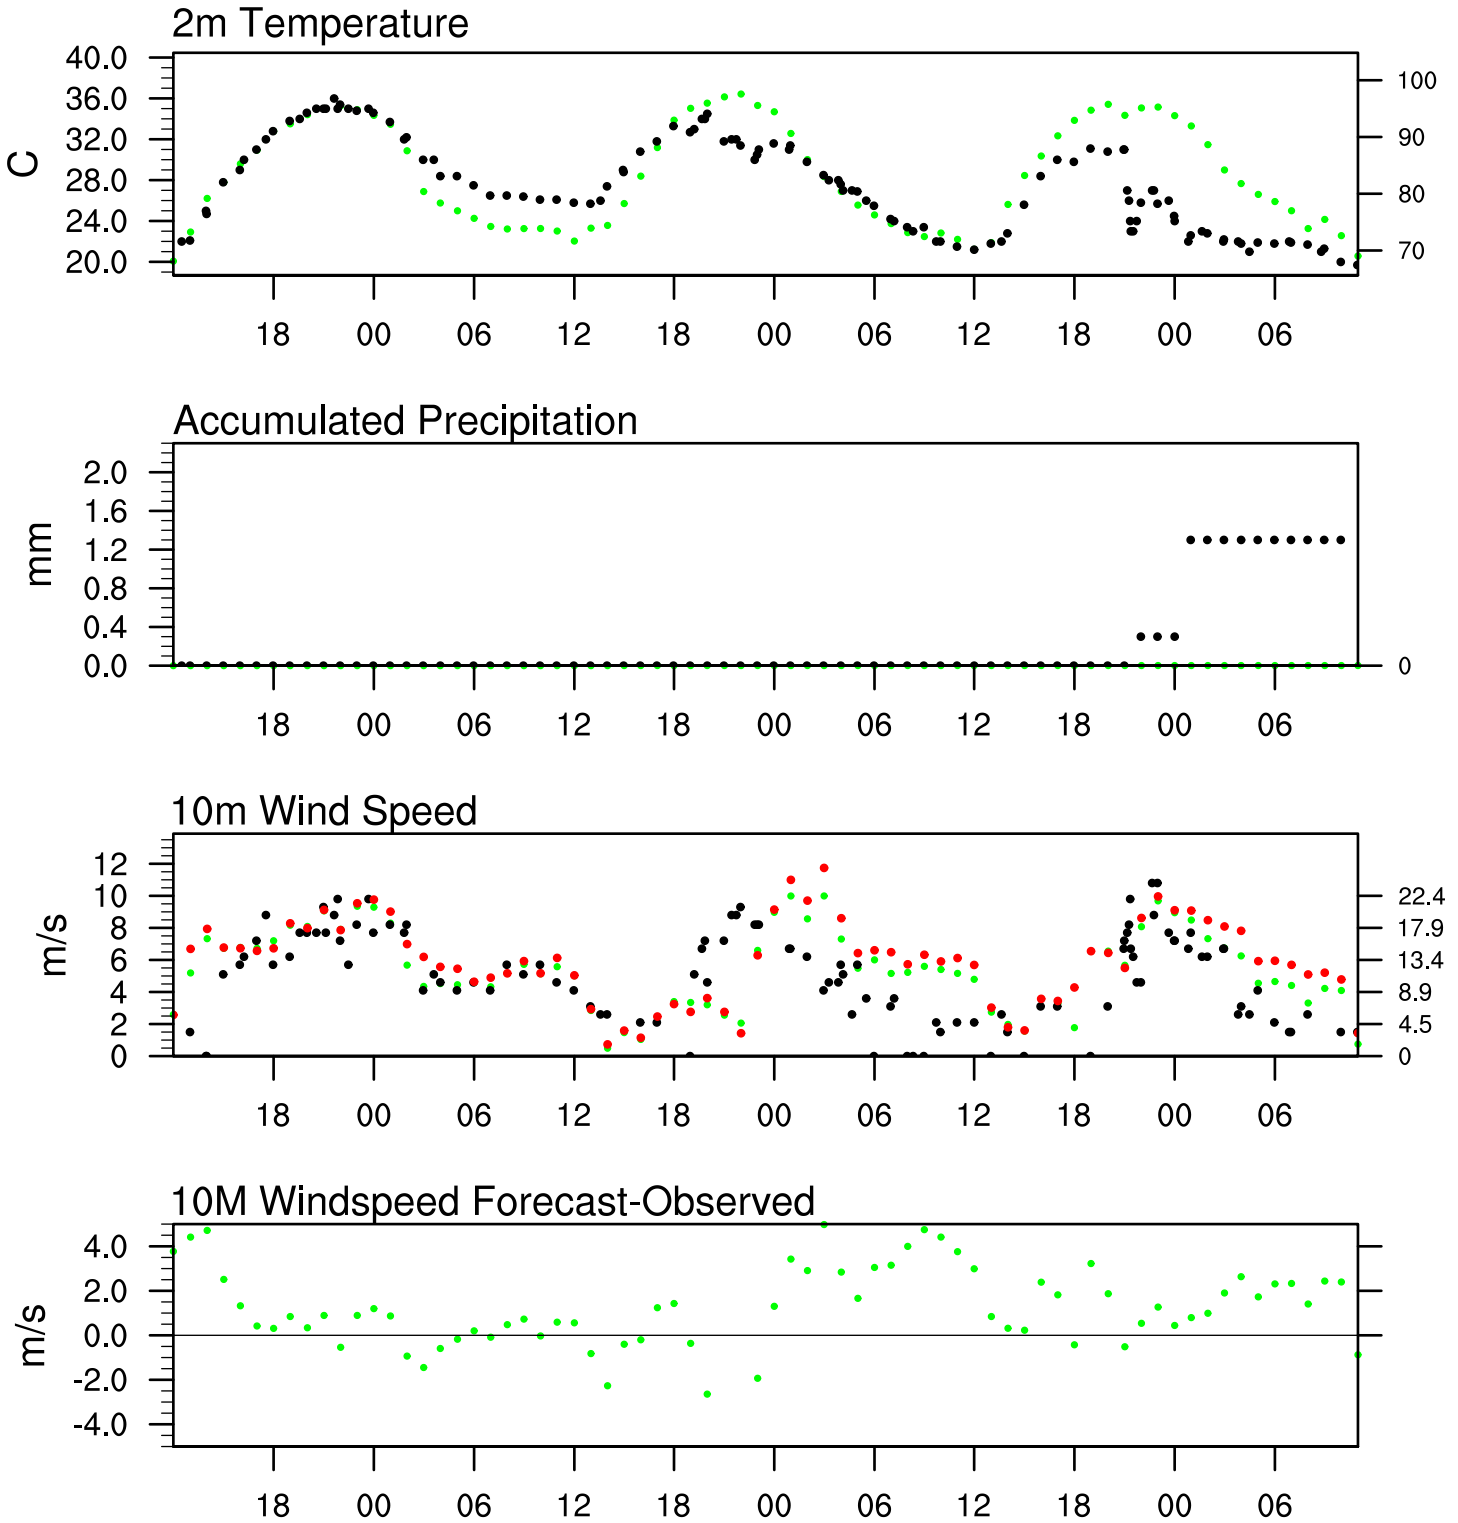 2m Temperature
40.0
36.0
32.0
28.0
24.0
20.0
C
100
90
80
70
18 00 06 12 18 00 06 12 18 00 06
Accumulated Precipitation
2.0
1.6
1.2
0.8
0.4
0.0
mm
0
18 00 06 12 18 00 06 12 18 00 06
10m Wind Speed
12
10
8
6
4
2
0
m/s
22.4
17.9
13.4
8.9
4.5
0
18 00 06 12 18 00 06 12 18 00 06
10M Windspeed Forecast-Observed
4.0
2.0
0.0
-2.0
-4.0
m/s
18 00 06 12 18 00 06 12 18 00 06